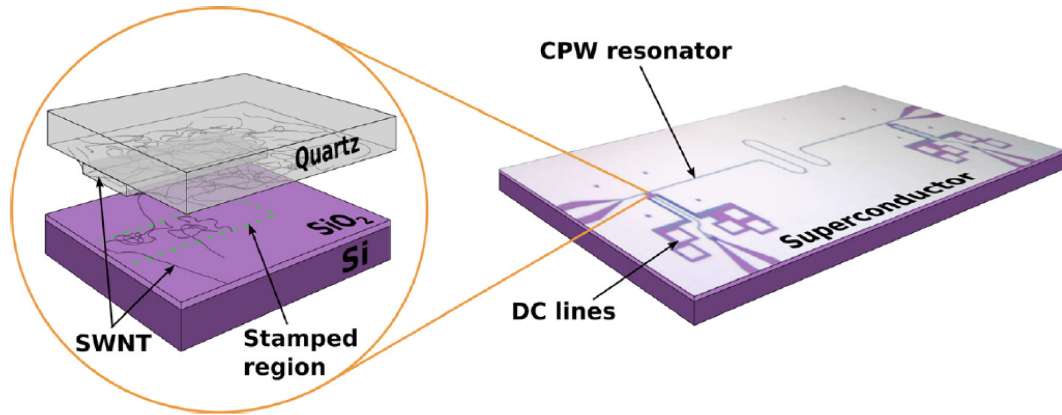 Quartz
SiO₂
Si
SWNT
Stamped
region
CPW resonator
Superconductor
DC lines